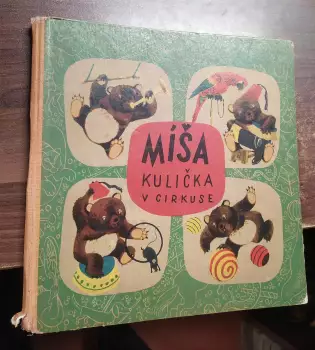 MÍŠA
KULIČKA
V CIRKUSE